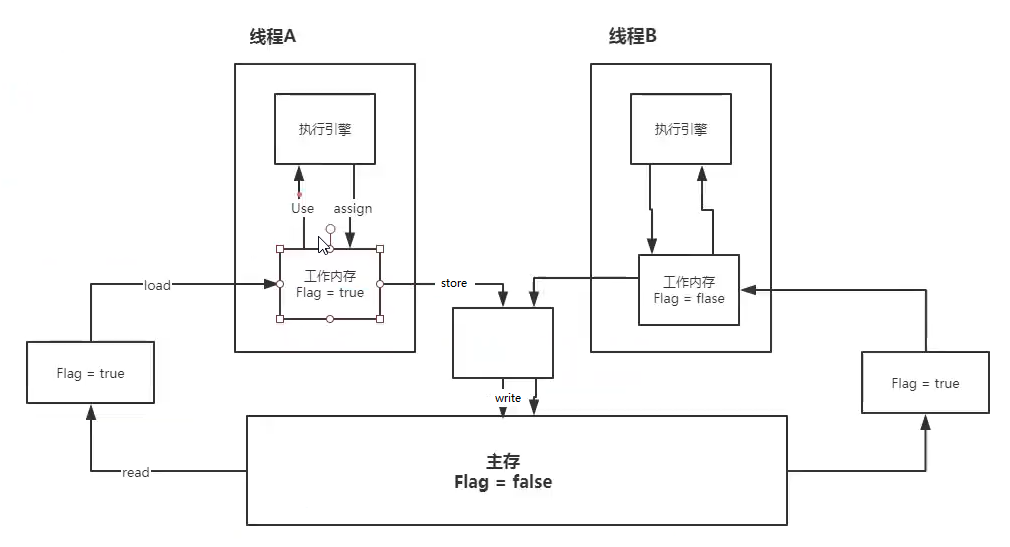 线程A
线程B
执行引擎
执行引擎
Use
assign
工作内存
Flag = true
工作内存
Flag = flase
load
store
Flag = true
Flag = true
write
主存
Flag = false
read